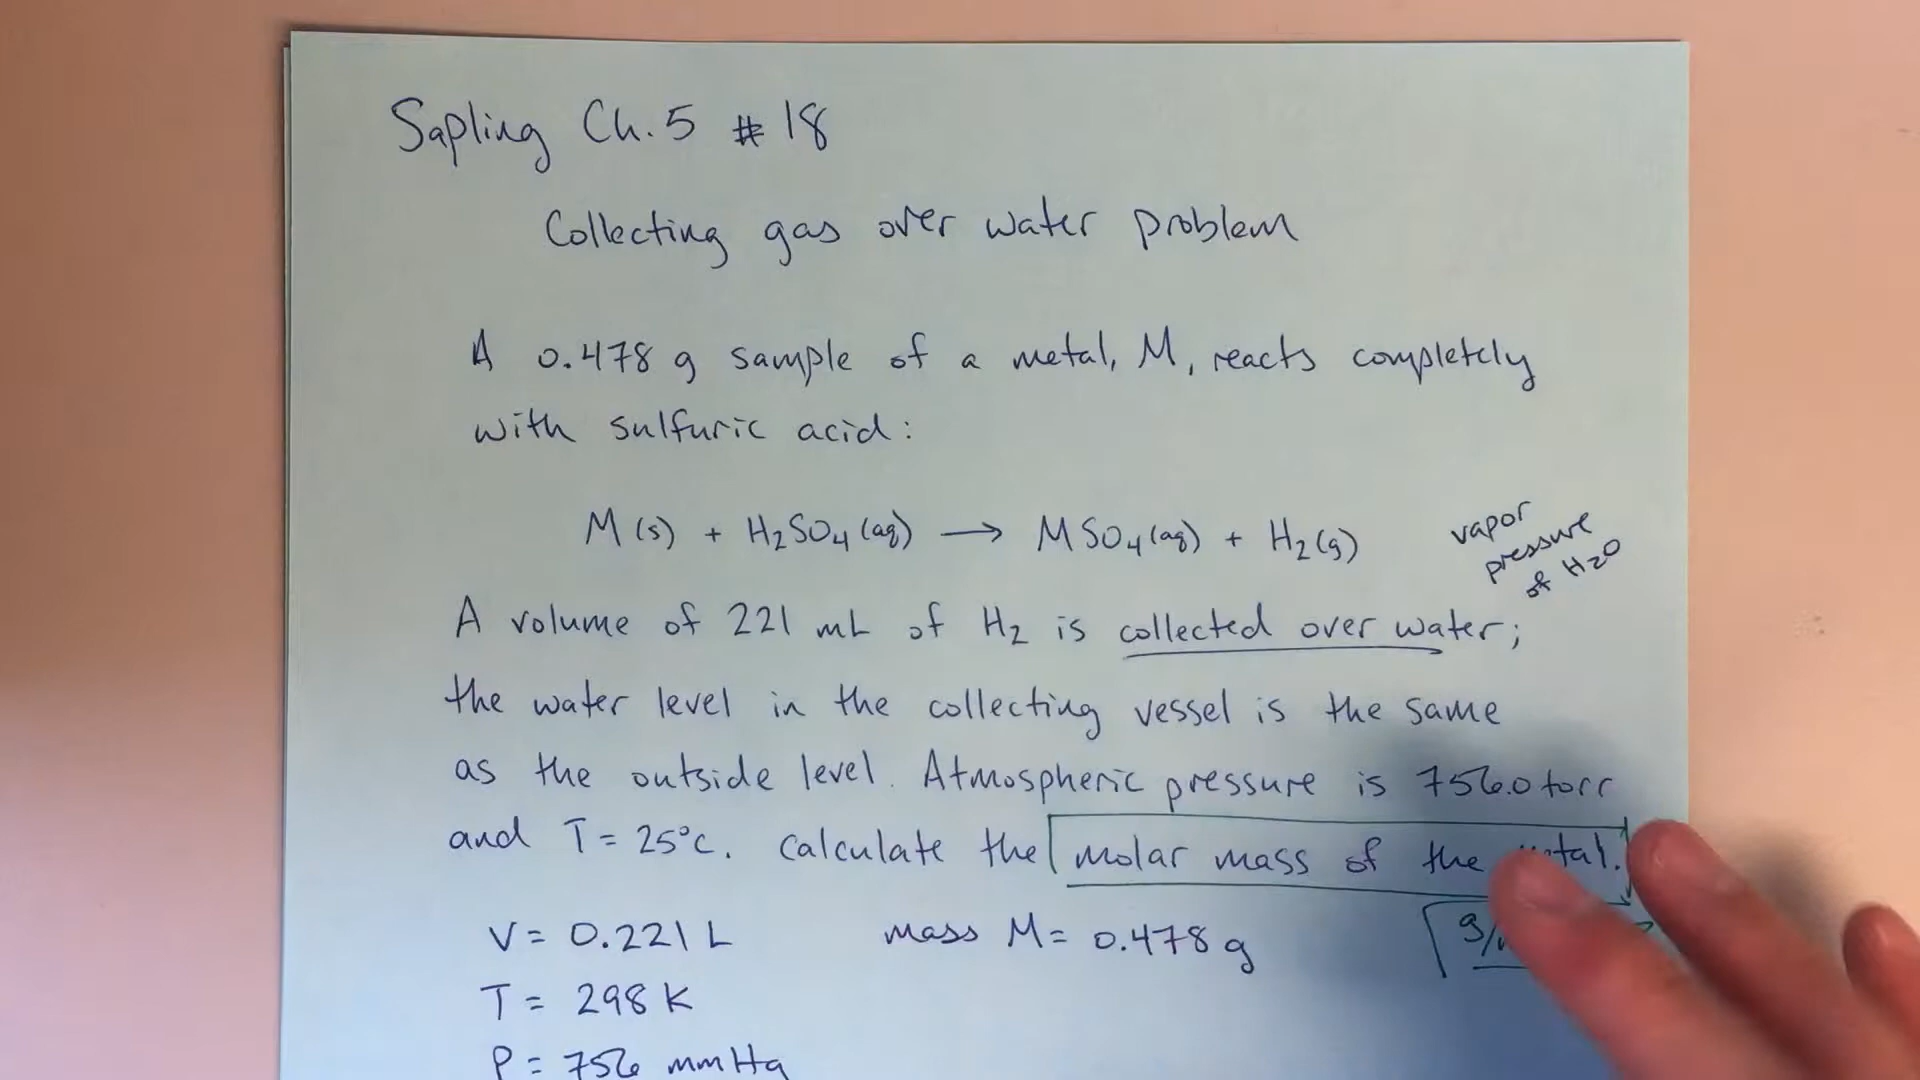 Sapling Ch. 5 # 18
Collecting gas over water problem
A 0.478 g sample of a metal, M, reacts completely
with sulfuric acid:
M (s) + H₂SO₄ (aq) → MSO₄ (aq) + H₂ (g)
vapor
pressure
of H₂O
A volume of 221 mL of H₂ is collected over water;
the water level in the collecting vessel is the same
as the outside level. Atmospheric pressure is 756.0 torr
and T = 25°C. Calculate the molar mass of the
V = 0.221 L mass M = 0.478 g
T = 298 K
P = 756 mmHg